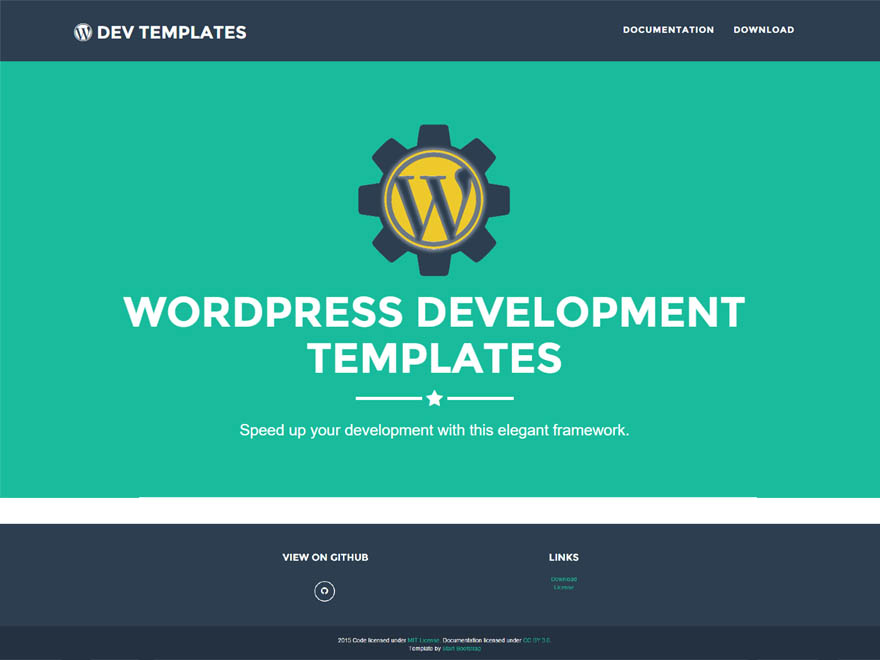 DEV TEMPLATES
DOCUMENTATION DOWNLOAD
WORDPRESS DEVELOPMENT
TEMPLATES
Speed up your development with this elegant framework.
VIEW ON GITHUB
LINKS
Download
License
2015 Code licensed under MIT License. Documentation licensed under CC BY 3.0.
Template by Start Bootstrap